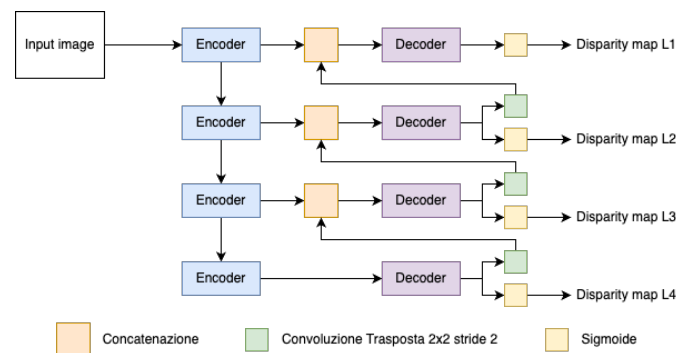 Input image
Encoder
Decoder
Disparity map L1
Encoder
Decoder
Disparity map L2
Encoder
Decoder
Disparity map L3
Encoder
Decoder
Disparity map L4
Concatenazione
Convoluzione Trasposta 2x2 stride 2
Sigmoide